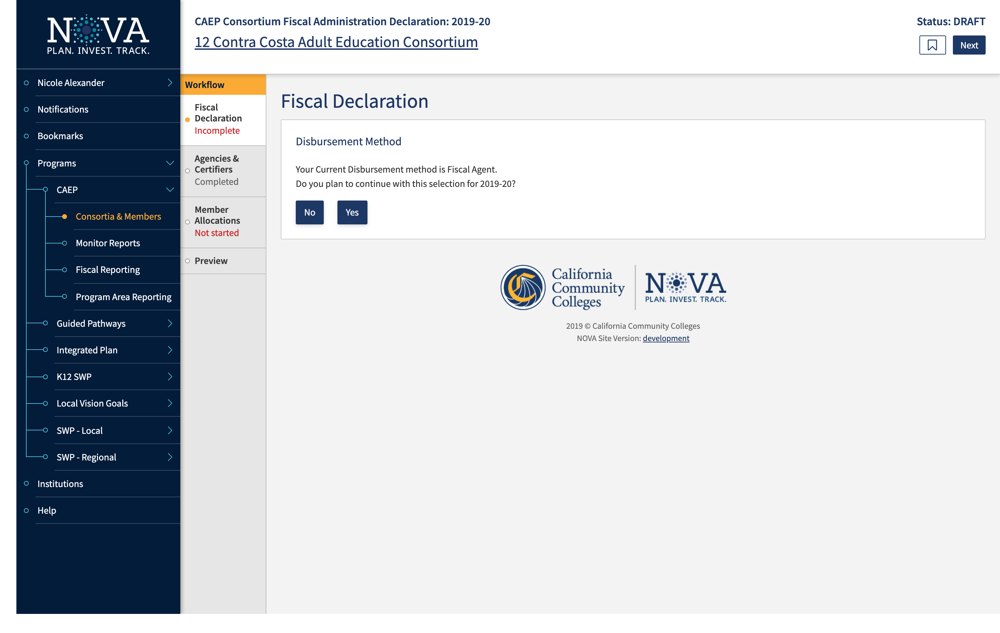 NOVA
PLAN. INVEST. TRACK.
Nicole Alexander
Notifications
Bookmarks
Programs
CAEP
Consortia & Members
Monitor Reports
Fiscal Reporting
Program Area Reporting
Guided Pathways
Integrated Plan
K12 SWP
Local Vision Goals
SWP - Local
SWP - Regional
Institutions
Help
CAEP Consortium Fiscal Administration Declaration: 2019-20
12 Contra Costa Adult Education Consortium
Status: DRAFT
Next
Workflow
Fiscal
Declaration
Incomplete
Agencies &
Certifiers
Completed
Member
Allocations
Not started
Preview
Fiscal Declaration
Disbursement Method
Your Current Disbursement method is Fiscal Agent.
Do you plan to continue with this selection for 2019-20?
No
Yes
California
Community
Colleges
NOVA
PLAN. INVEST. TRACK.
2019 © California Community Colleges
NOVA Site Version: development